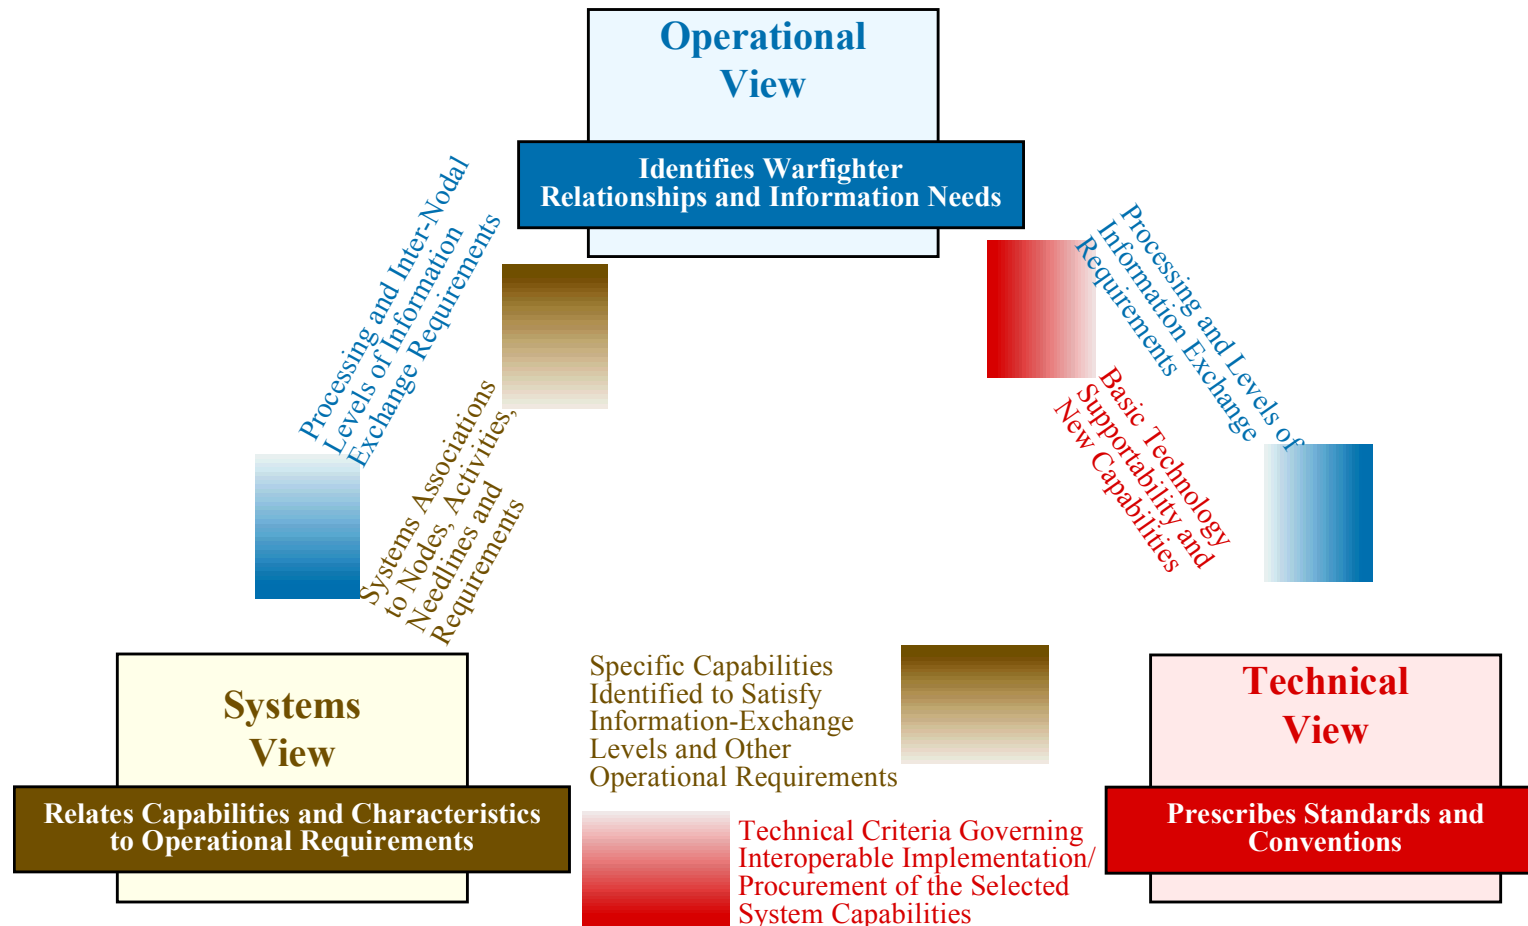 Operational
View
Identifies Warfighter
Relationships and Information Needs
Processing and Inter-Nodal
Levels of Information
Exchange Requirements
Systems Associations
to Nodes, Activities,
Needlines and
Requirements
Processing and Levels of
Information Exchange
Requirements
Basic Technology
Supportability and
New Capabilities
Systems
View
Relates Capabilities and Characteristics
to Operational Requirements
Specific Capabilities
Identified to Satisfy
Information-Exchange
Levels and Other
Operational Requirements
Technical Criteria Governing
Interoperable Implementation/
Procurement of the Selected
System Capabilities
Technical
View
Prescribes Standards and
Conventions